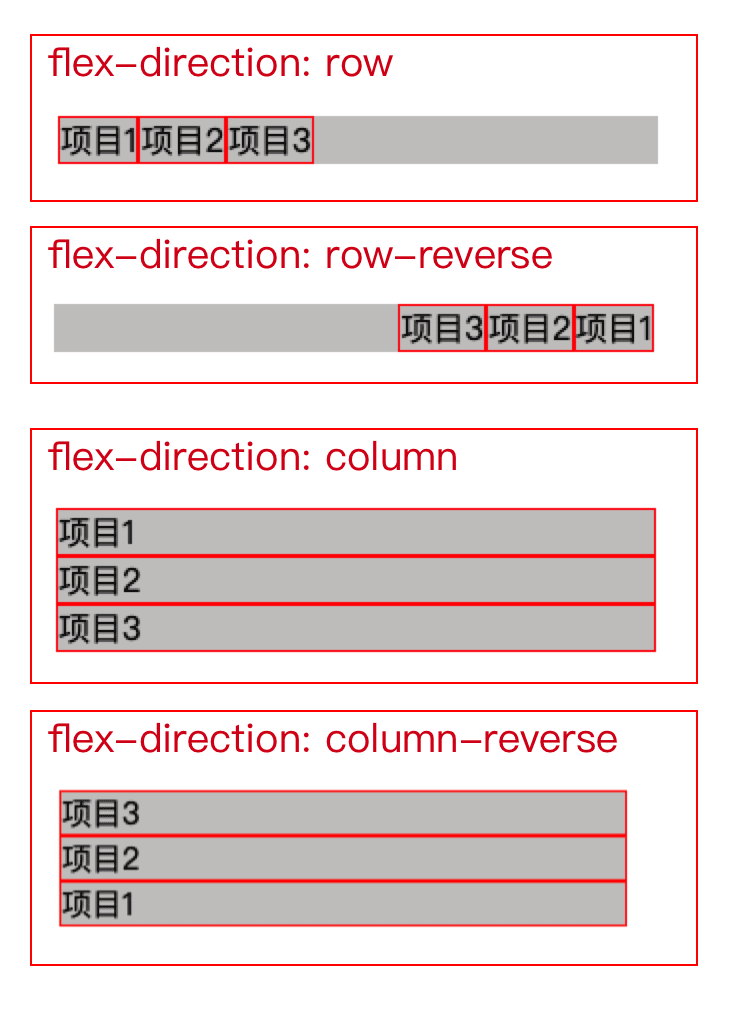 flex-direction: row
项目1 项目2 项目3
flex-direction: row-reverse
项目3 项目2 项目1
flex-direction: column
项目1
项目2
项目3
flex-direction: column-reverse
项目3
项目2
项目1